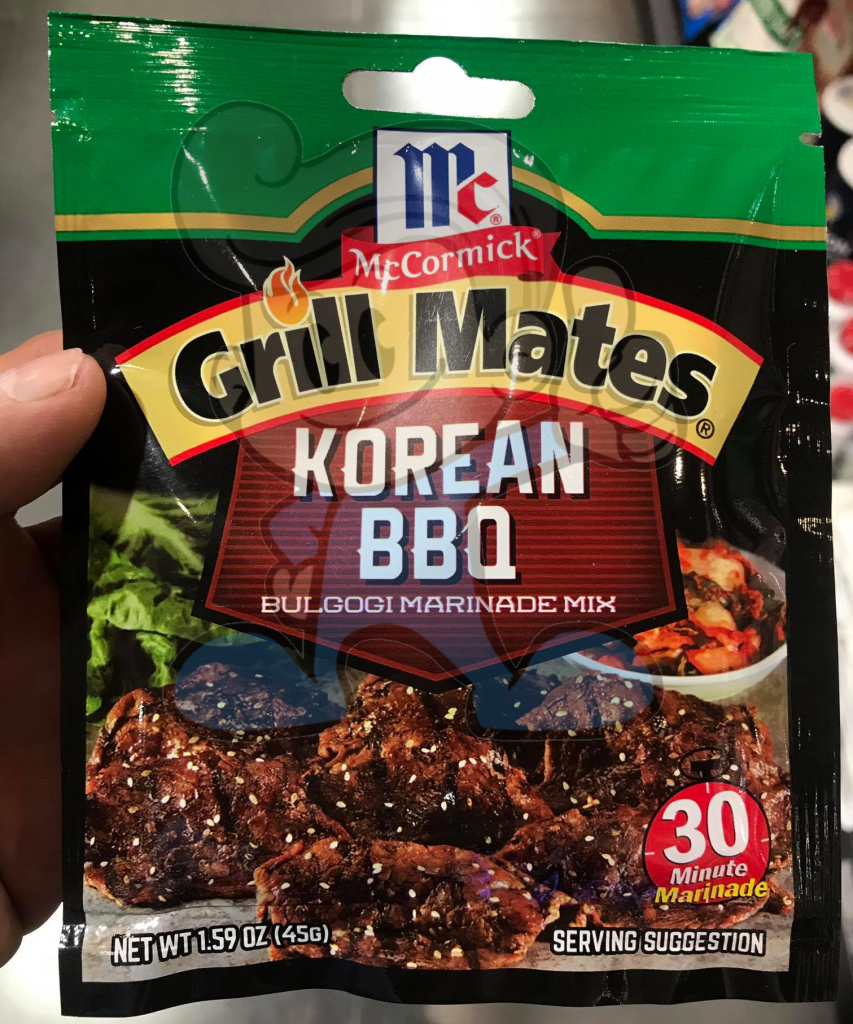 Mc®
McCormick®
Grill Mates®
KOREAN
BBQ
BULGOGI MARINADE MIX
30
Minute
Marinade
NET WT 1.59 OZ (45G)
SERVING SUGGESTION